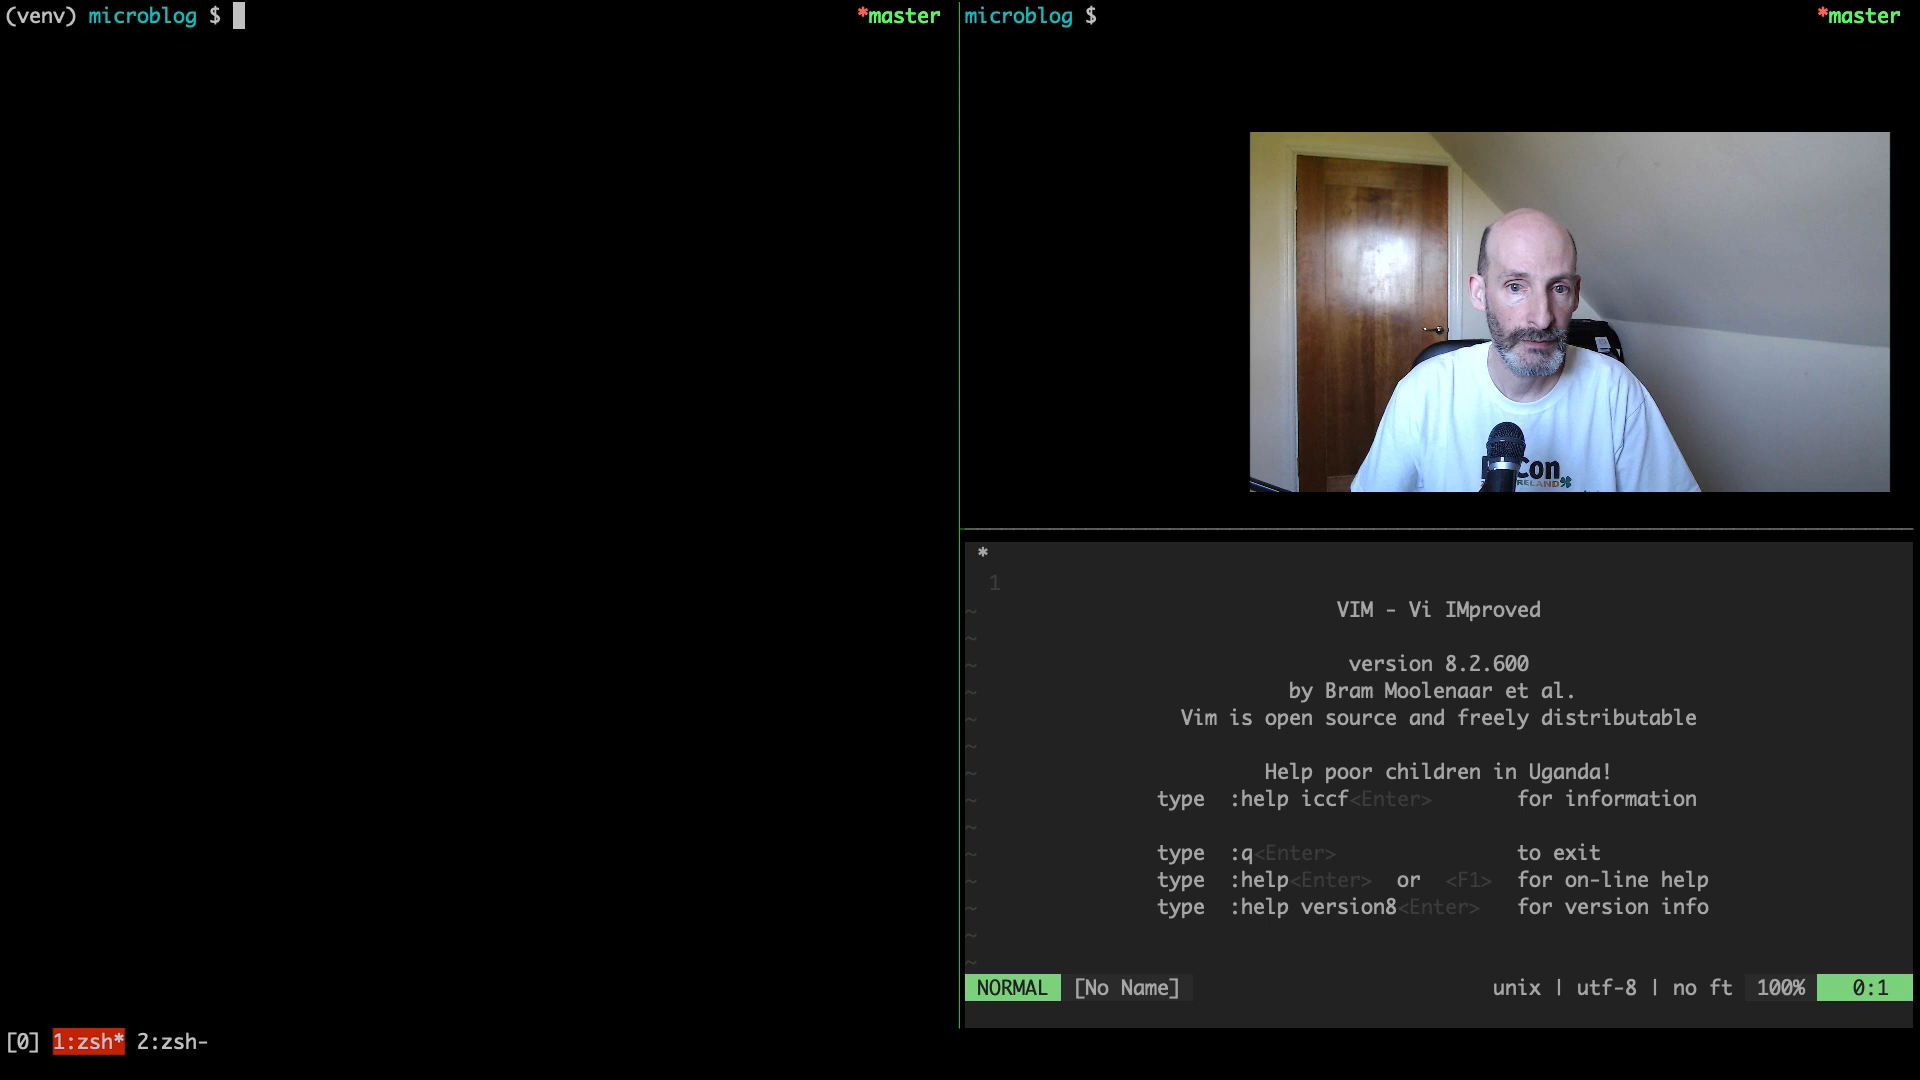 (venv) microblog $ *master
microblog $ *master
Con
IRELAND
*
1
~ VIM - Vi IMproved
~
~ version 8.2.600
~ by Bram Moolenaar et al.
~ Vim is open source and freely distributable
~
~ Help poor children in Uganda!
~ type :help iccf<Enter> for information
~
~ type :q<Enter> to exit
~ type :help<Enter> or <F1> for on-line help
~ type :help version8<Enter> for version info
~
~
NORMAL [No Name] unix | utf-8 | no ft 100% 0:1
[0] 1:zsh* 2:zsh-